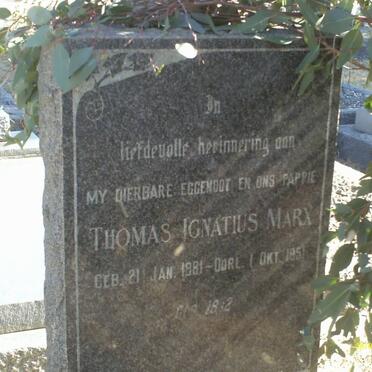 In
liefdevolle herinnering aan
MY DIERBARE EGGENOOT EN ONS PAPPIE
THOMAS IGNATIUS MARX
GEB. 21 JAN. 1981 - OORL. 1 OKT. 1951